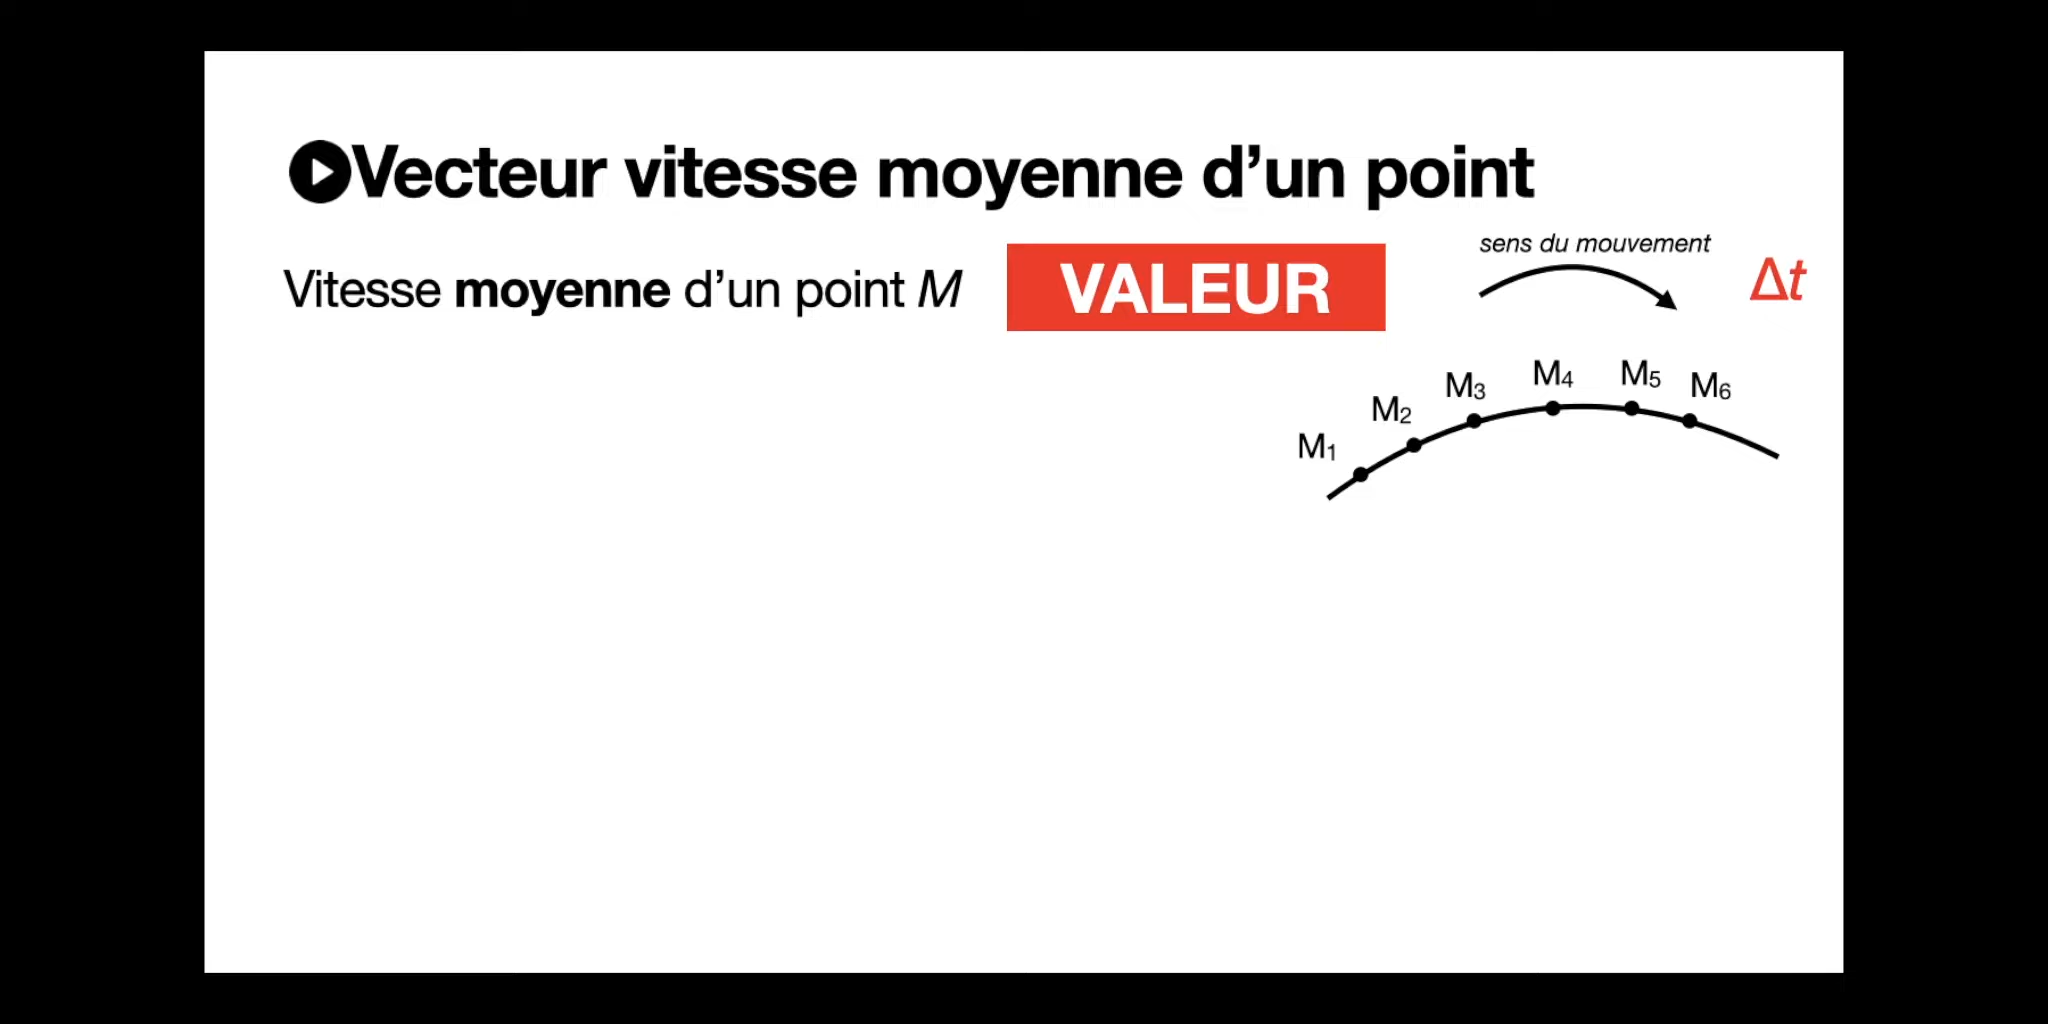 Vecteur vitesse moyenne d’un point
Vitesse moyenne d’un point M
VALEUR
sens du mouvement
Δt
M₁
M₂
M₃
M₄
M₅
M₆